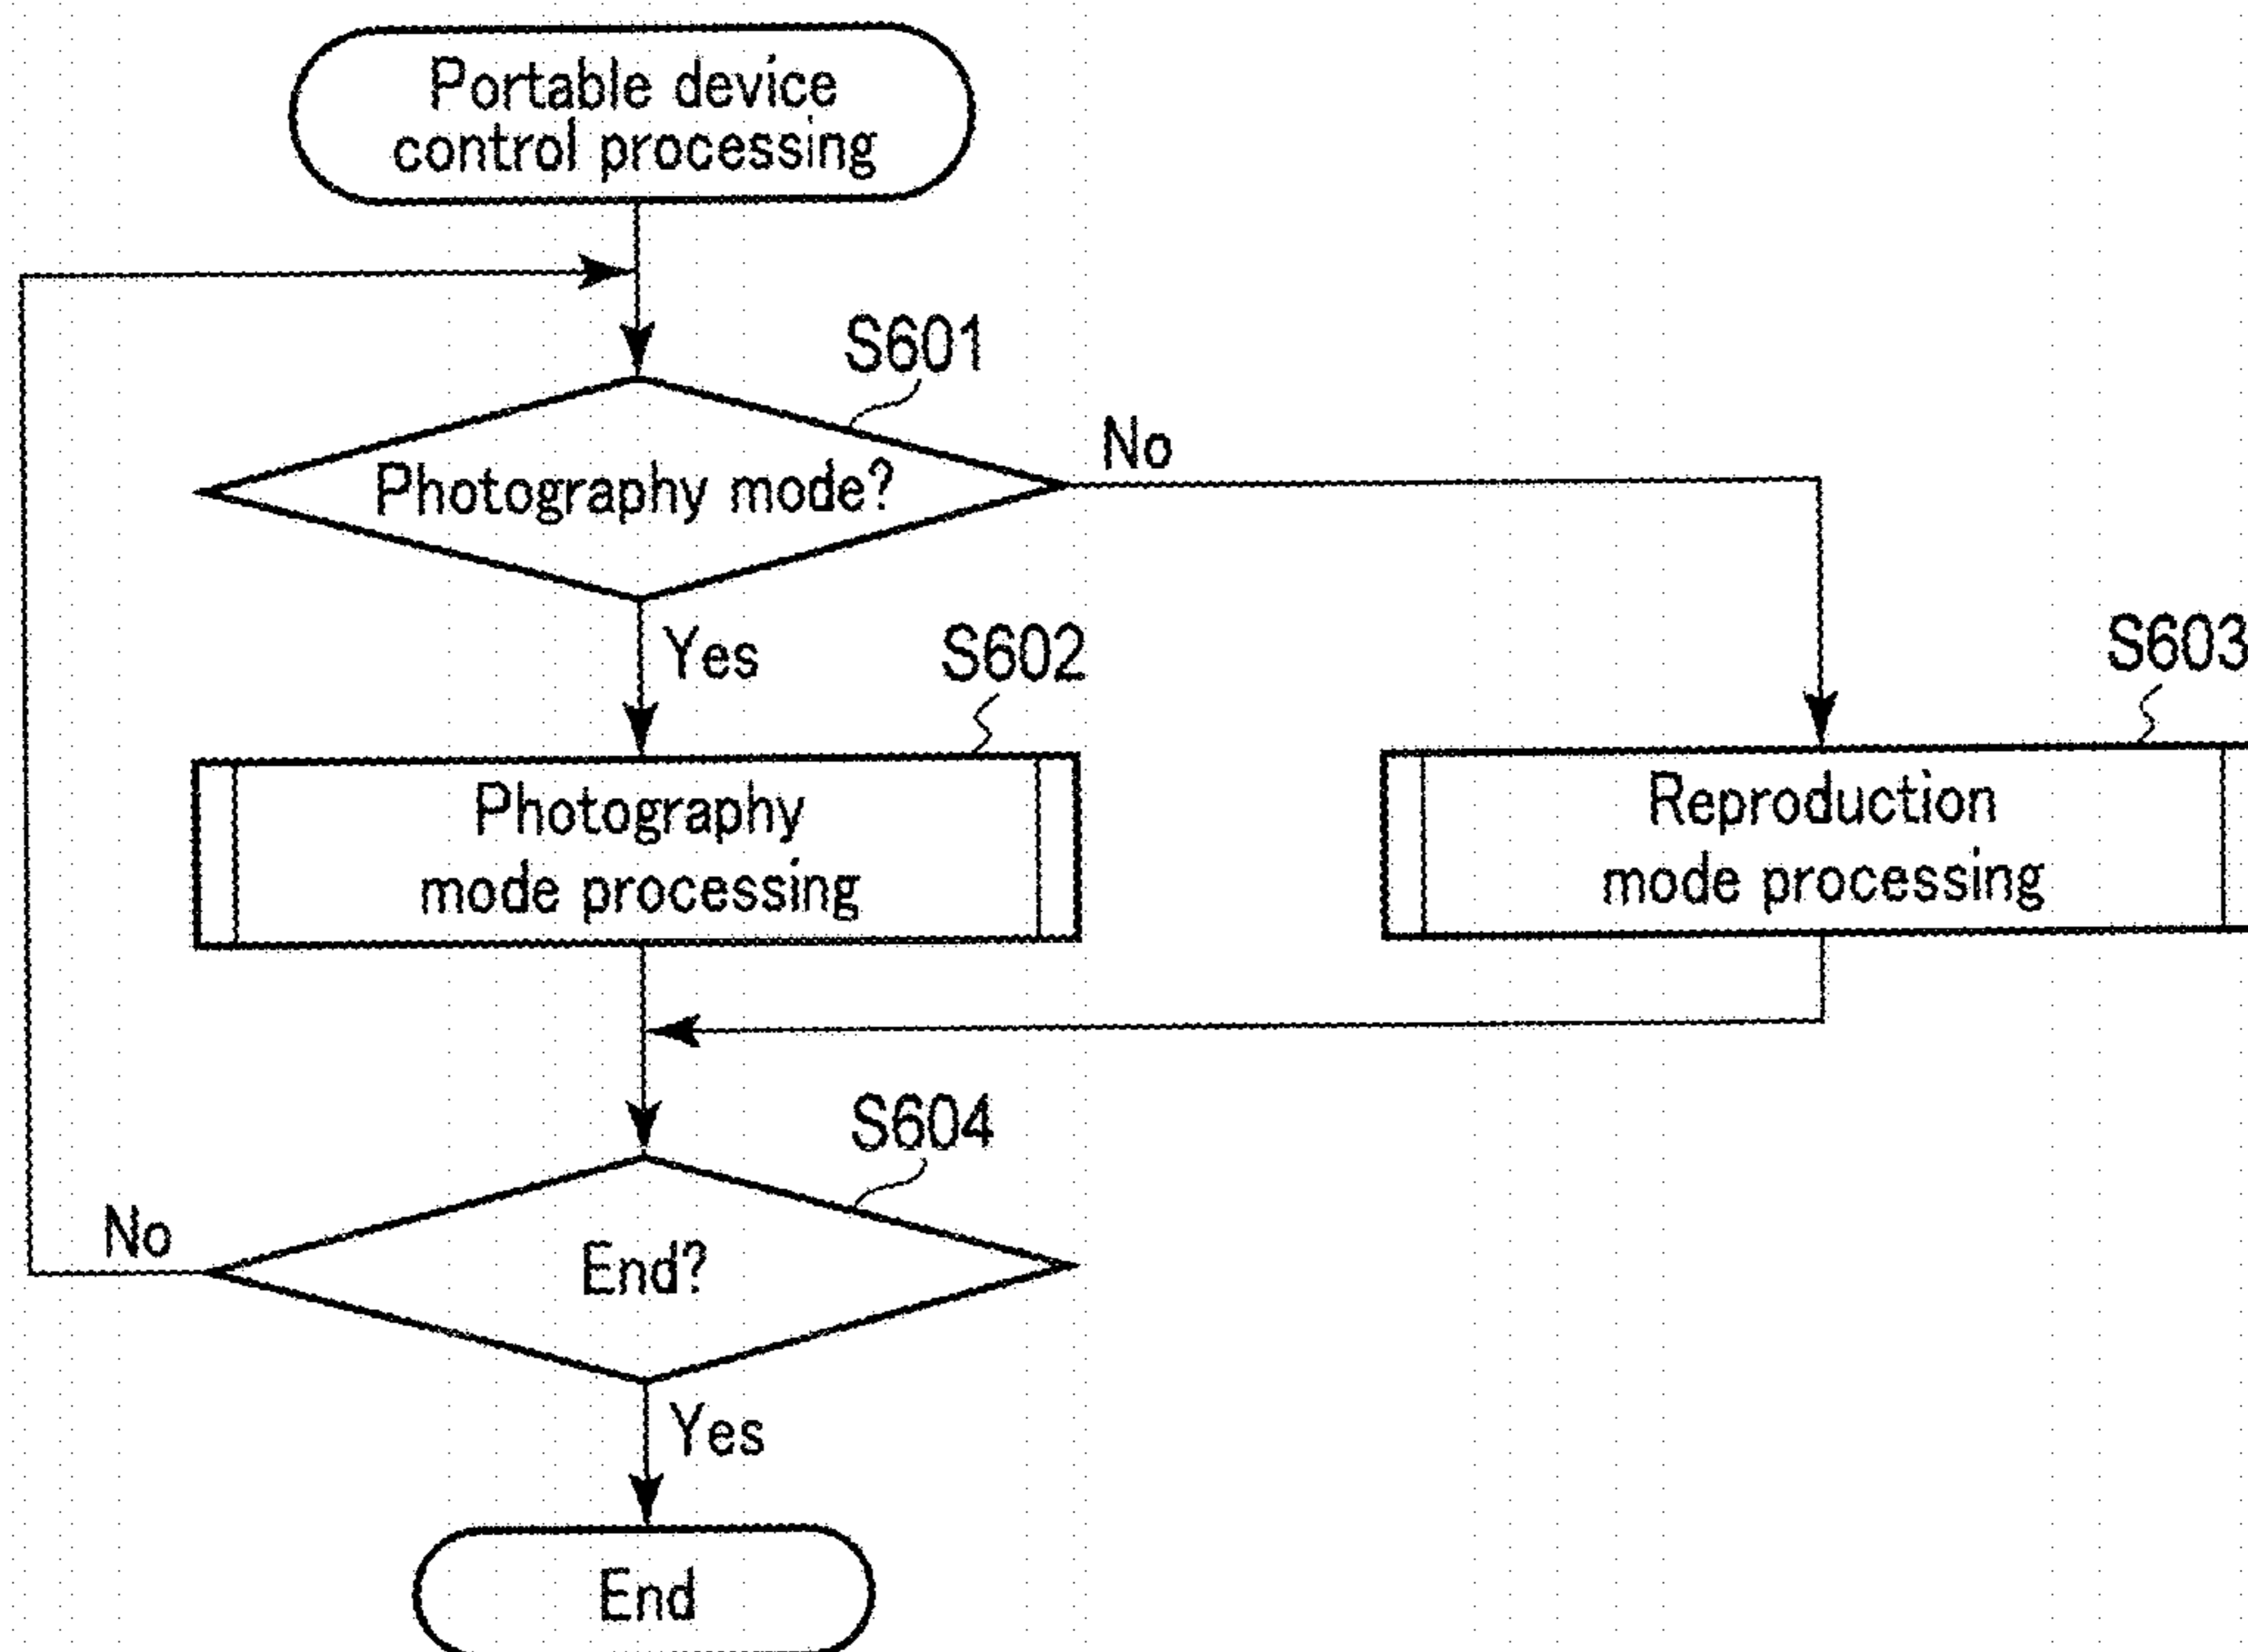 Portable device
control processing
S601
Photography mode?
No
Yes
S602
S603
Photography
mode processing
Reproduction
mode processing
S604
No
End?
Yes
End